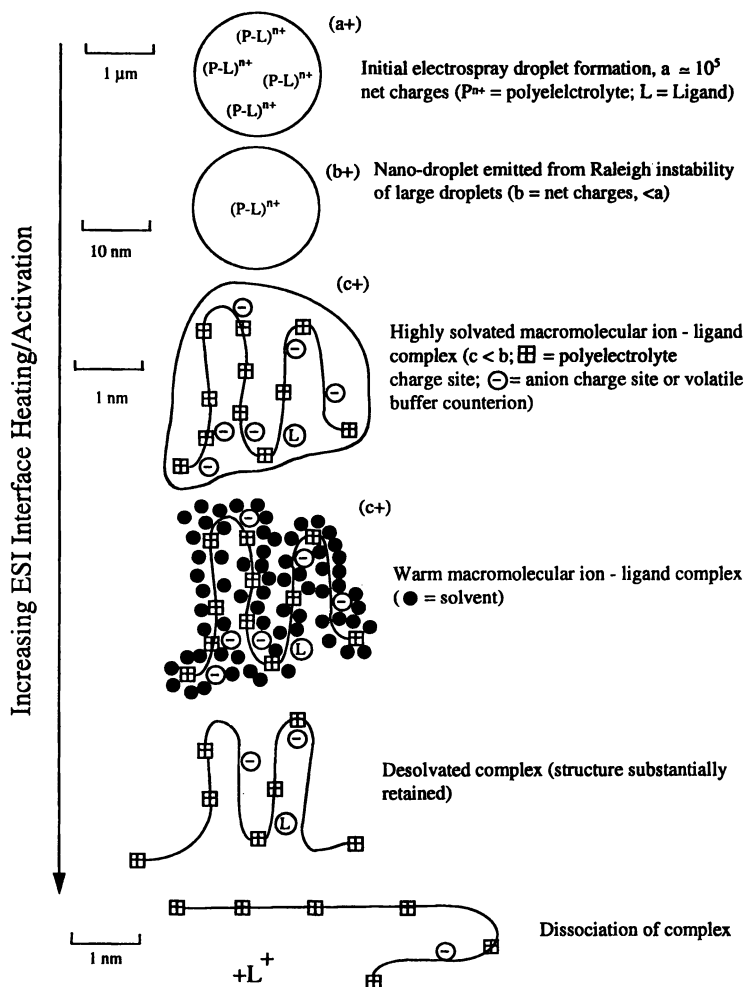 (a+)
(P-L)ⁿ⁺
(P-L)ⁿ⁺
(P-L)ⁿ⁺
(P-L)ⁿ⁺
1 μm
Initial electrospray droplet formation, a ≃ 10⁵
net charges (Pⁿ⁺ = polyelelctrolyte; L = Ligand)
(b+)
(P-L)ⁿ⁺
10 nm
Nano-droplet emitted from Raleigh instability
of large droplets (b = net charges, <a)
(c+)
1 nm
L
Highly solvated macromolecular ion - ligand
complex (c < b; ⊞ = polyelectrolyte
charge site; ⊖ = anion charge site or volatile
buffer counterion)
(c+)
L
Warm macromolecular ion - ligand complex
( ● = solvent)
L
Desolvated complex (structure substantially
retained)
1 nm
+L⁺
Dissociation of complex
Increasing ESI Interface Heating/Activation